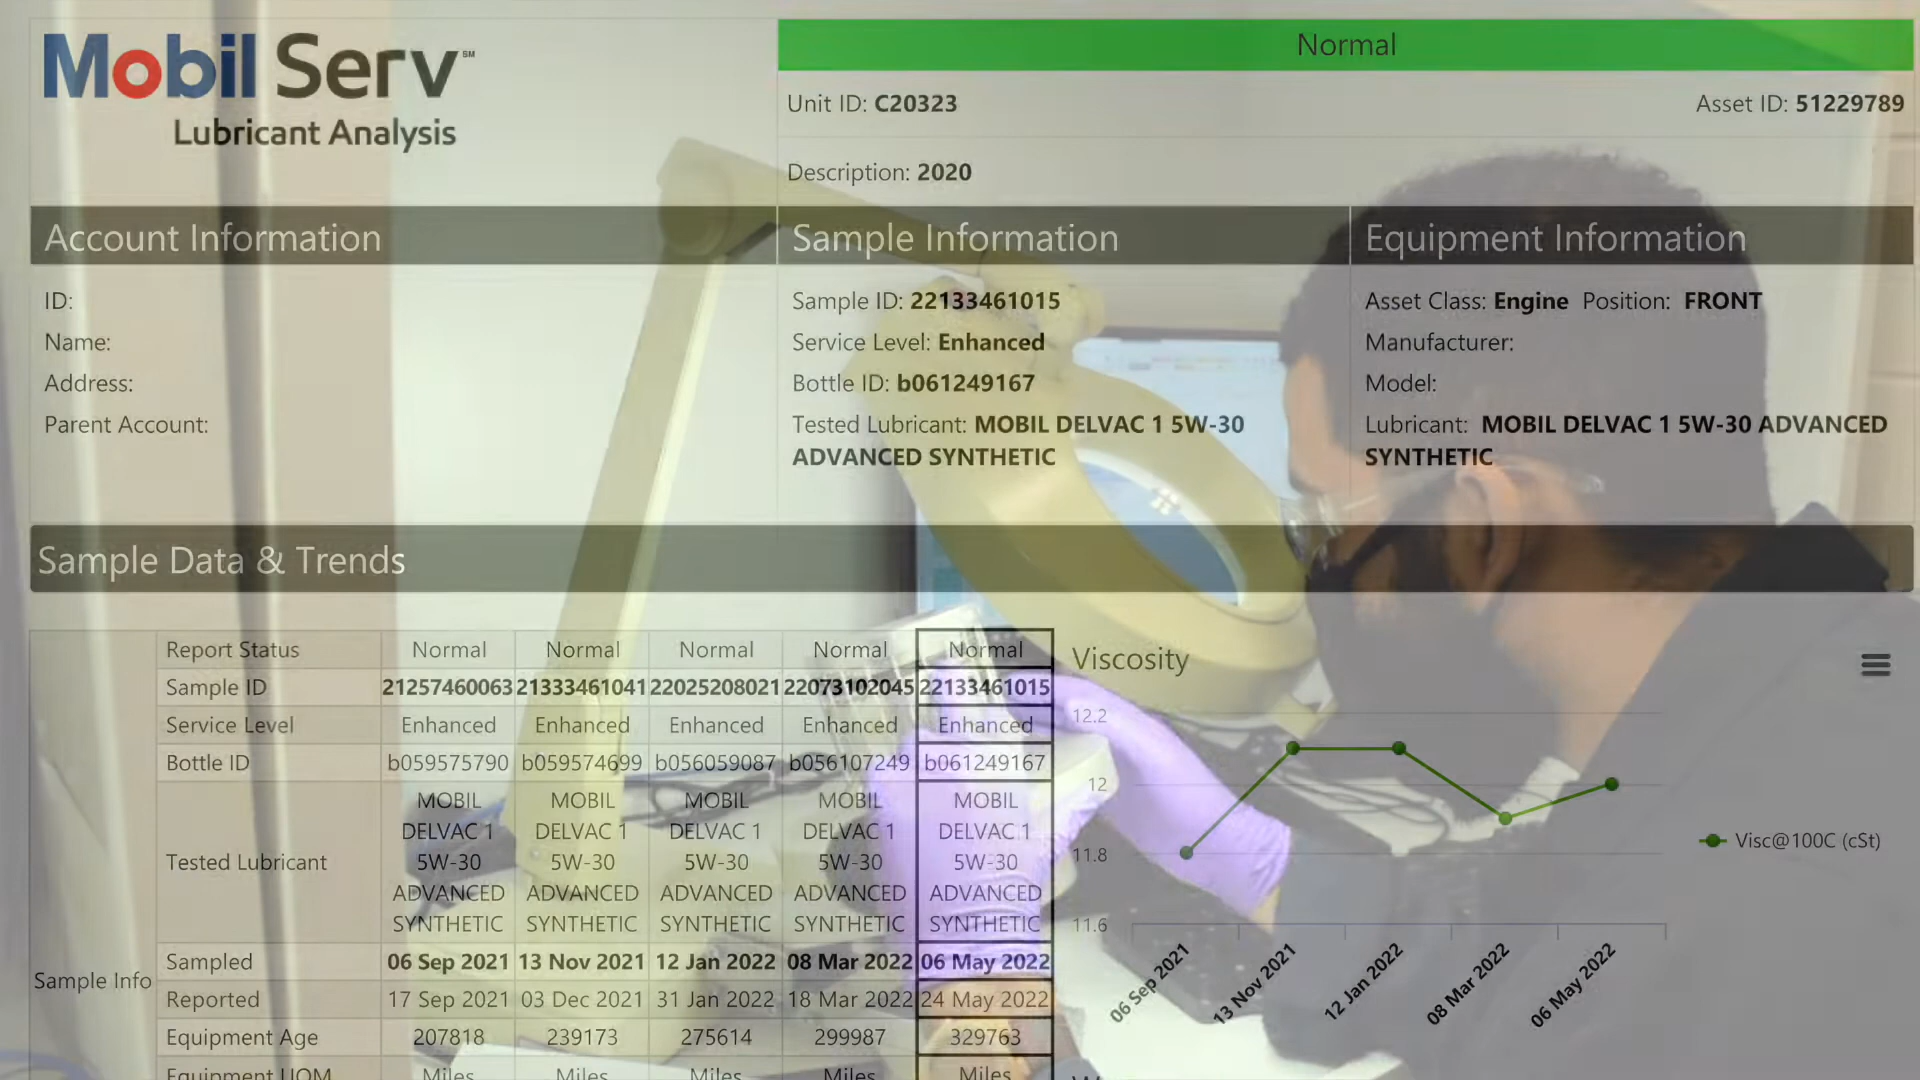 Mobil Serv℠
Lubricant Analysis
Normal
Unit ID: C20323
Asset ID: 51229789
Description: 2020
Account Information
ID:
Name:
Address:
Parent Account:
Sample Information
Sample ID: 22133461015
Service Level: Enhanced
Bottle ID: b061249167
Tested Lubricant: MOBIL DELVAC 1 5W-30
ADVANCED SYNTHETIC
Equipment Information
Asset Class: Engine Position: FRONT
Manufacturer:
Model:
Lubricant: MOBIL DELVAC 1 5W-30 ADVANCED
SYNTHETIC
Sample Data & Trends
Sample Info
Report Status Normal Normal Normal Normal Normal
Sample ID 21257460063 21333461041 22025208021 22073102045 22133461015
Service Level Enhanced Enhanced Enhanced Enhanced Enhanced
Bottle ID b059575790 b059574699 b056059087 b056107249 b061249167
MOBIL MOBIL MOBIL MOBIL MOBIL
DELVAC 1 DELVAC 1 DELVAC 1 DELVAC 1 DELVAC 1
Tested Lubricant 5W-30 5W-30 5W-30 5W-30 5W-30
ADVANCED ADVANCED ADVANCED ADVANCED ADVANCED
SYNTHETIC SYNTHETIC SYNTHETIC SYNTHETIC SYNTHETIC
Sampled 06 Sep 2021 13 Nov 2021 12 Jan 2022 08 Mar 2022 06 May 2022
Reported 17 Sep 2021 03 Dec 2021 31 Jan 2022 18 Mar 2022 24 May 2022
Equipment Age 207818 239173 275614 299987 329763
Equipment UOM Miles Miles Miles Miles Miles
Viscosity
12.2
12
11.8
11.6
06 Sep 2021
13 Nov 2021
12 Jan 2022
08 Mar 2022
06 May 2022
Visc@100C (cSt)